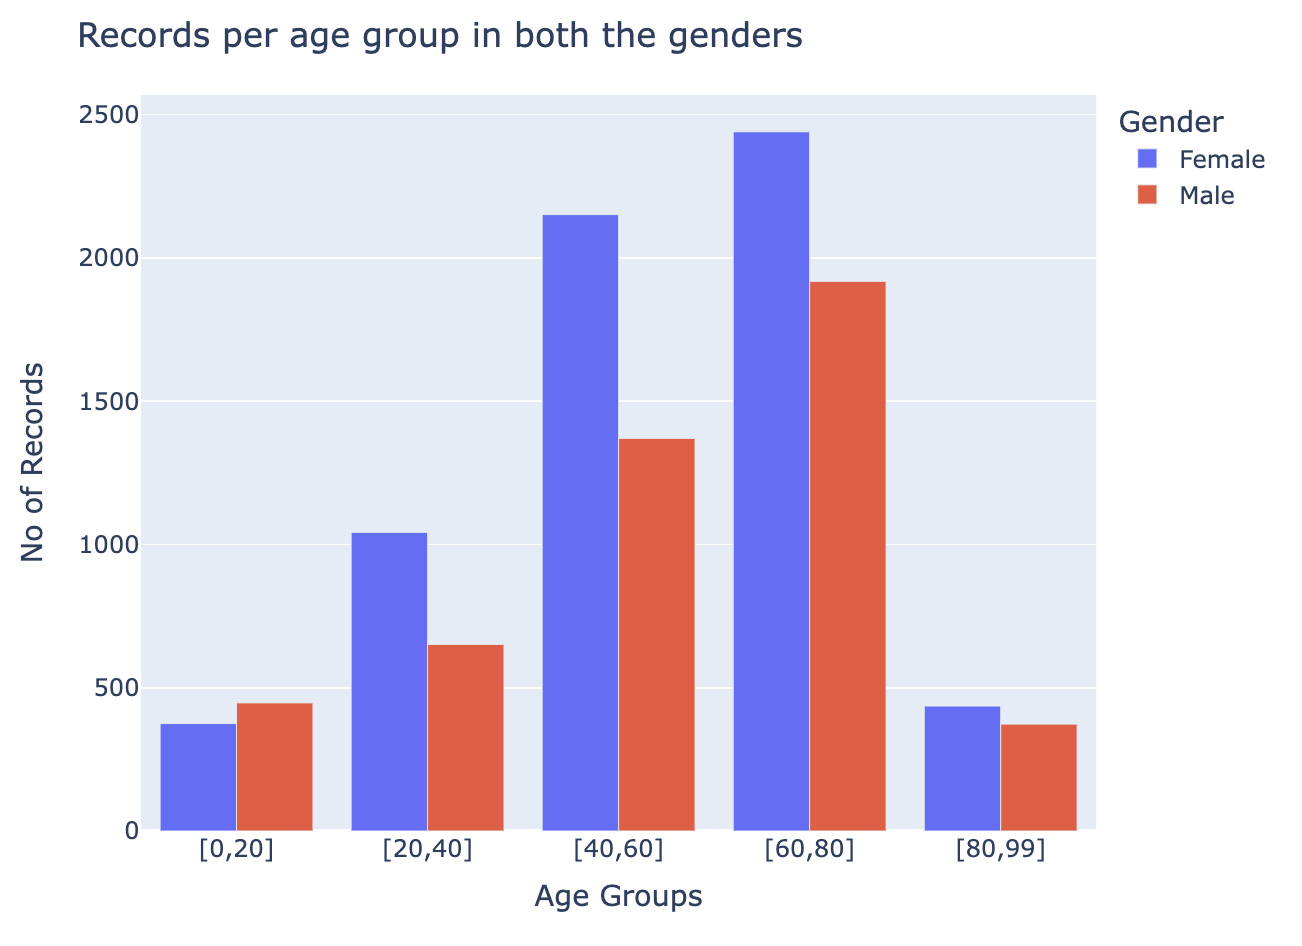 Records per age group in both the genders
2500
2000
1500
1000
500
0
No of Records
[0,20]
[20,40]
[40,60]
[60,80]
[80,99]
Age Groups
Gender
Female
Male